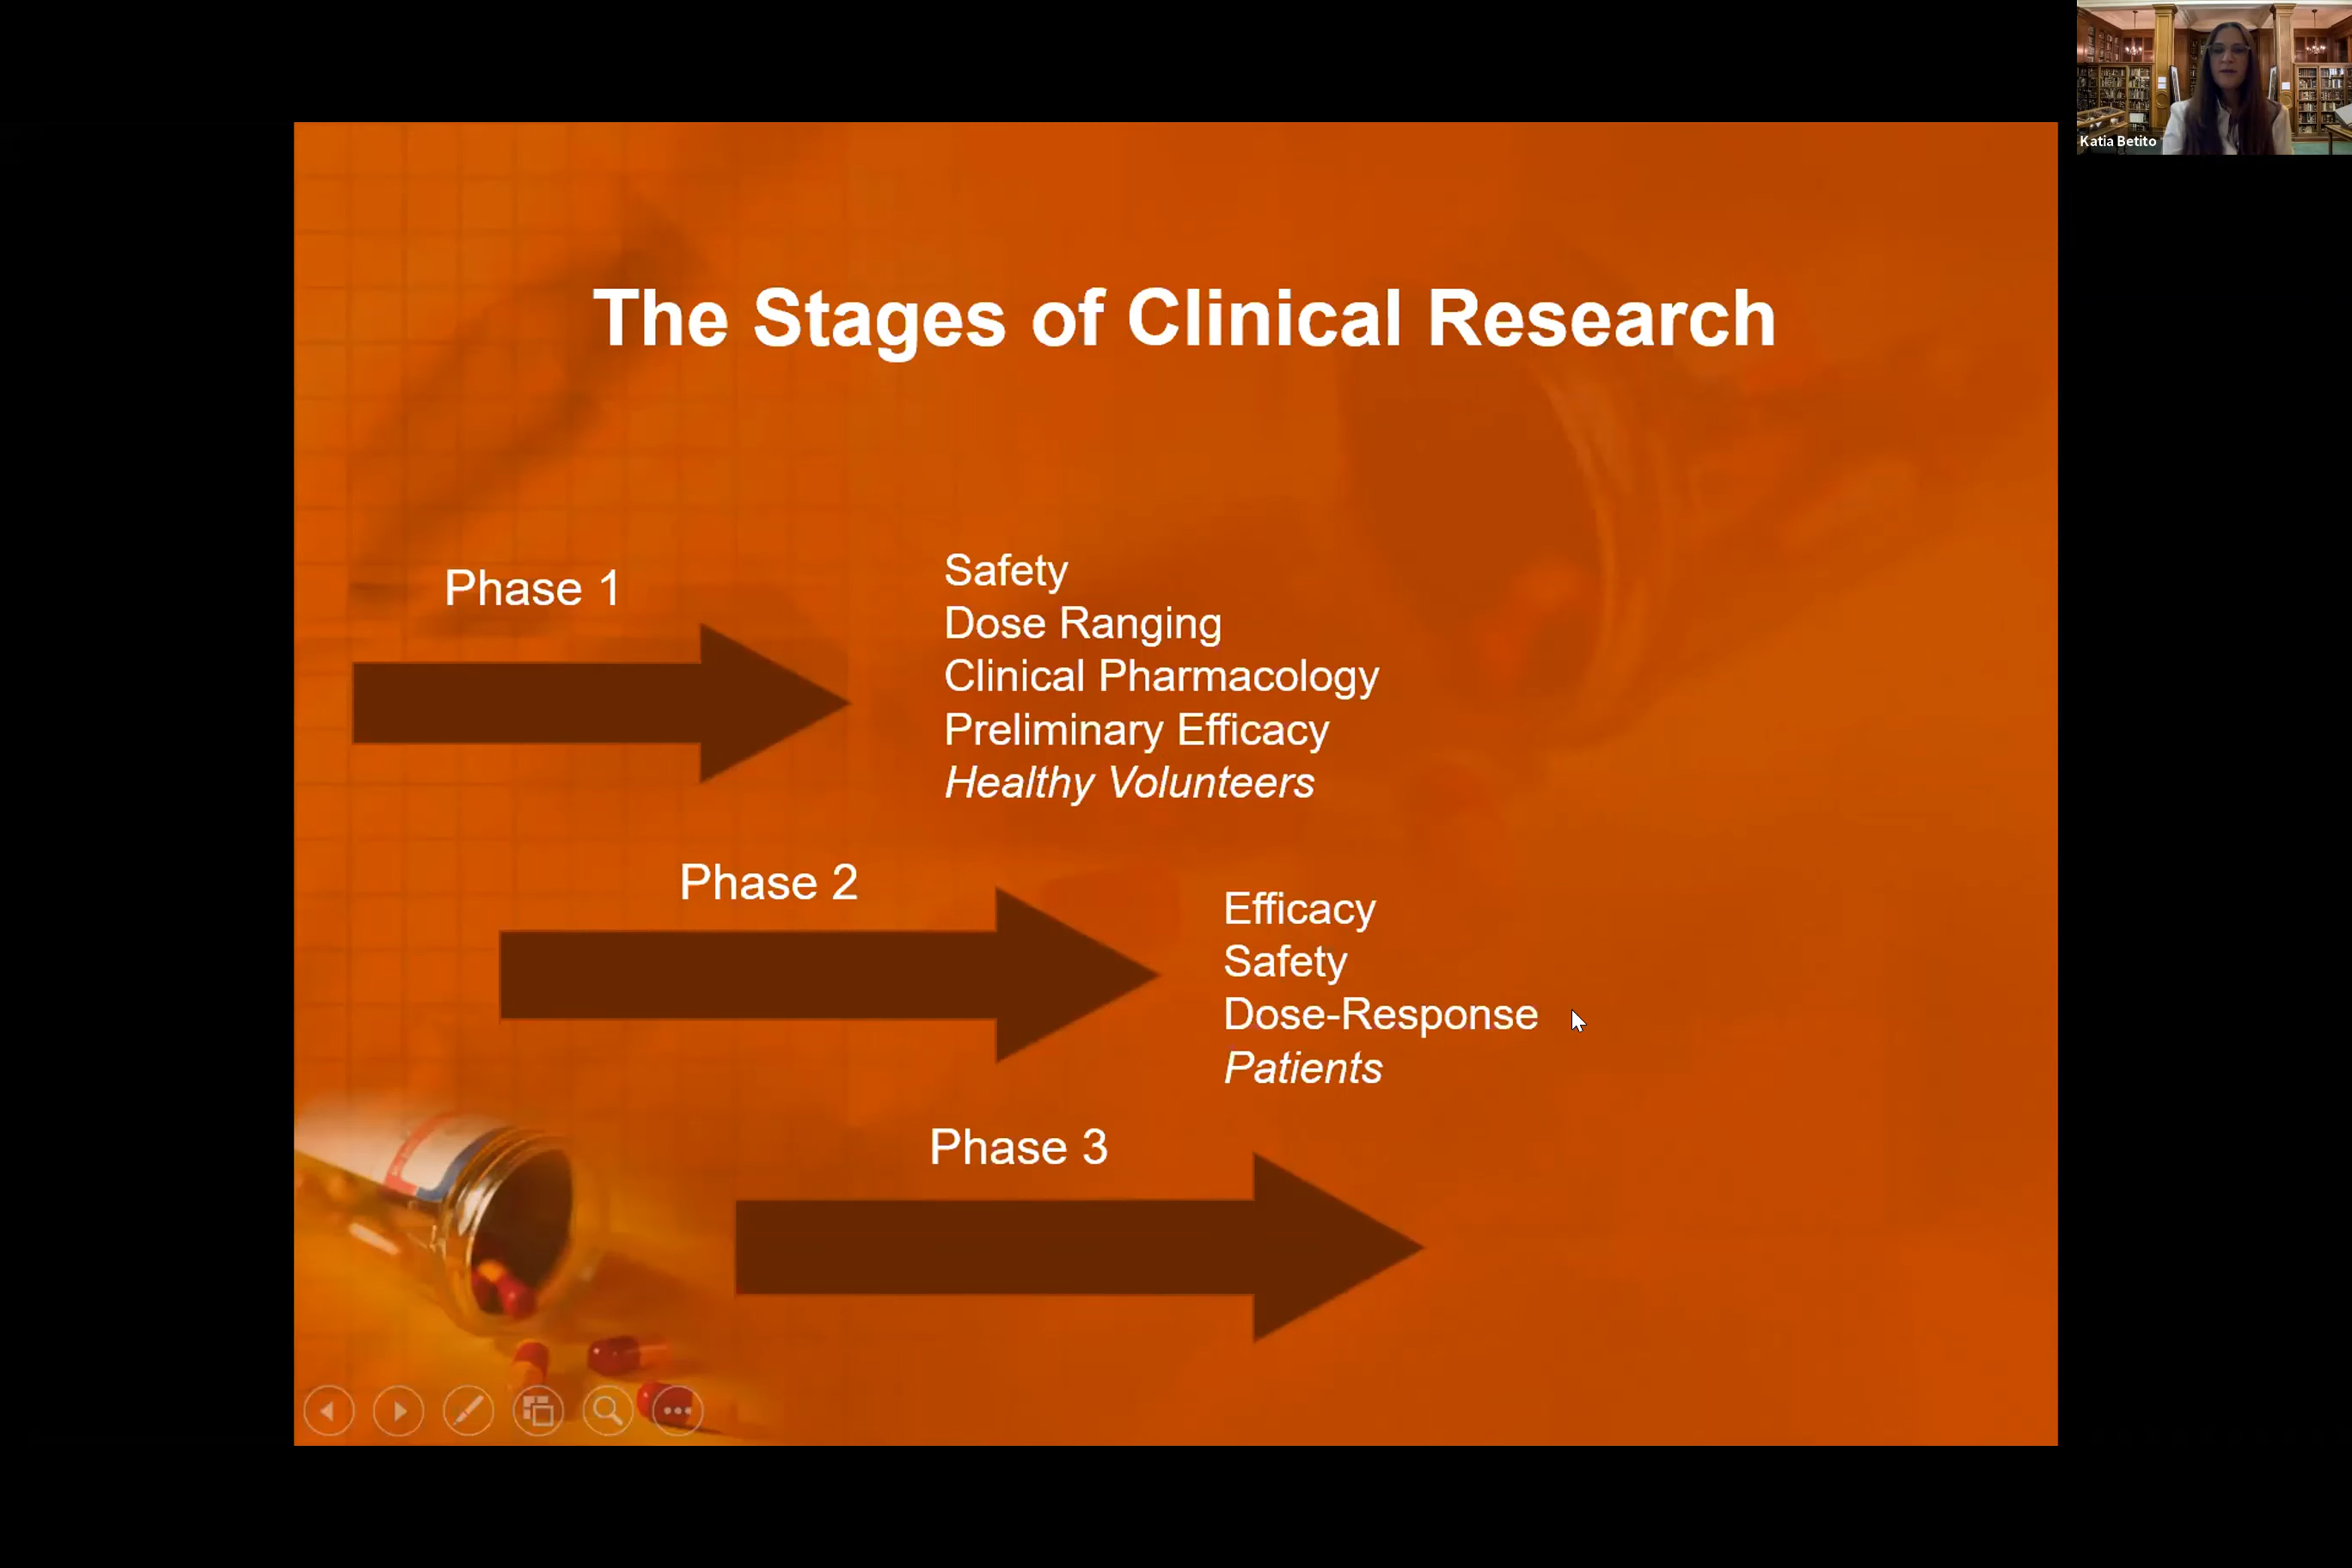 Katia Betito
The Stages of Clinical Research
Phase 1
Safety
Dose Ranging
Clinical Pharmacology
Preliminary Efficacy
Healthy Volunteers
Phase 2
Efficacy
Safety
Dose-Response
Patients
Phase 3